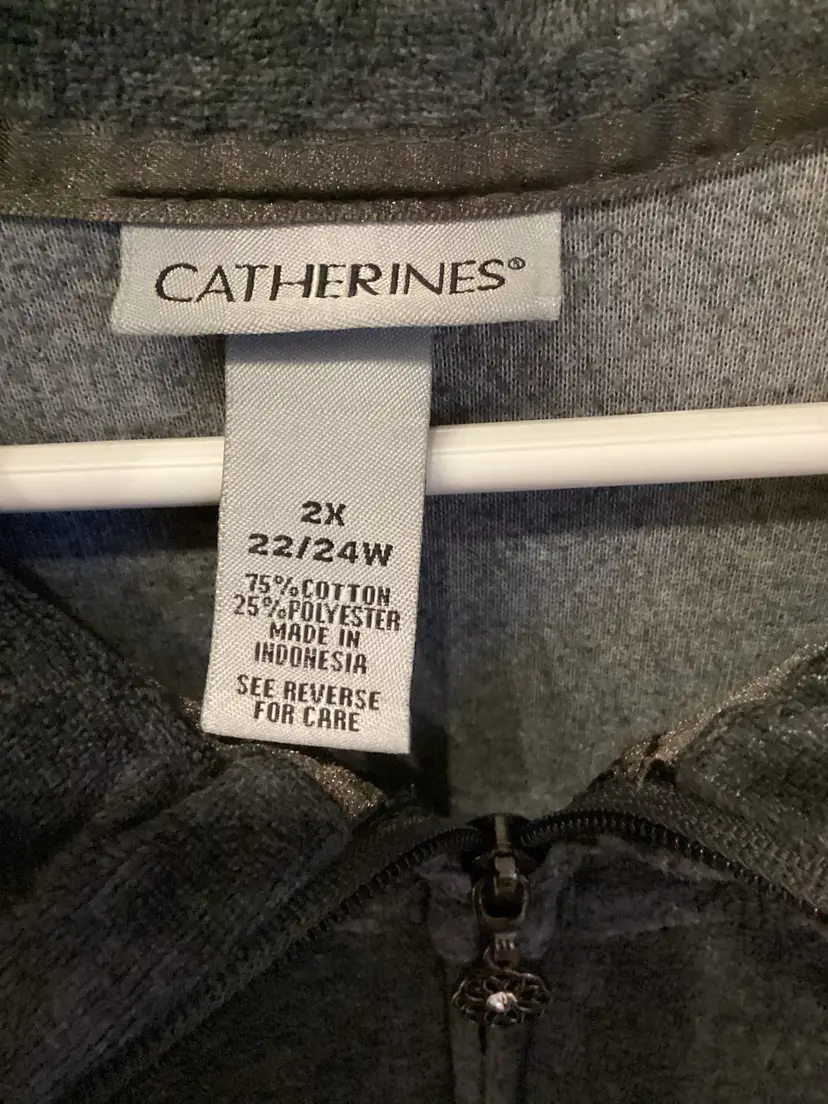 CATHERINES®
2X
22/24W
75%COTTON
25%POLYESTER
MADE IN
INDONESIA
SEE REVERSE
FOR CARE